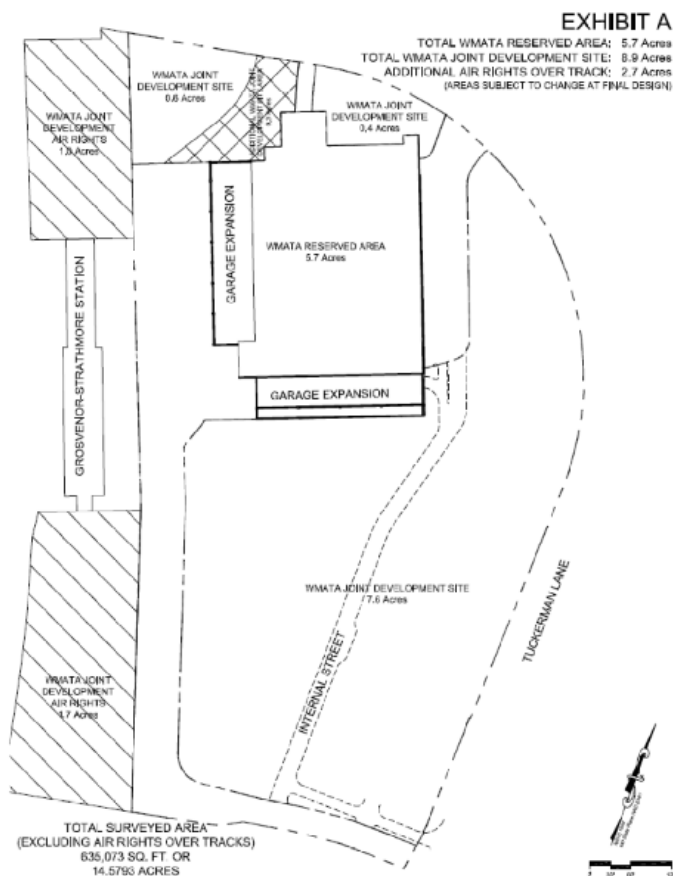 EXHIBIT A
TOTAL WMATA RESERVED AREA: 5.7 Acres
TOTAL WMATA JOINT DEVELOPMENT SITE: 8.9 Acres
ADDITIONAL AIR RIGHTS OVER TRACK: 2.7 Acres
(AREAS SUBJECT TO CHANGE AT FINAL DESIGN)
WMATA JOINT DEVELOPMENT SITE
0.6 Acres
WMATA JOINT
DEVELOPMENT SITE
0.4 Acres
WMATA JOINT
DEVELOPMENT
AIR RIGHTS
Acres
GARAGE EXPANSION
WMATA RESERVED AREA
5.7 Acres
GROSVENOR-STRATHMORE STATION
GARAGE EXPANSION
WMATA JOINT DEVELOPMENT SITE
7.6 Acres
INTERNAL STREET
TUCKERMAN LANE
WMATA JOINT
DEVELOPMENT
AIR RIGHTS
1.7 Acres
TOTAL SURVEYED AREA
(EXCLUDING AIR RIGHTS OVER TRACKS)
635,073 SQ. FT. OR
14.5793 ACRES